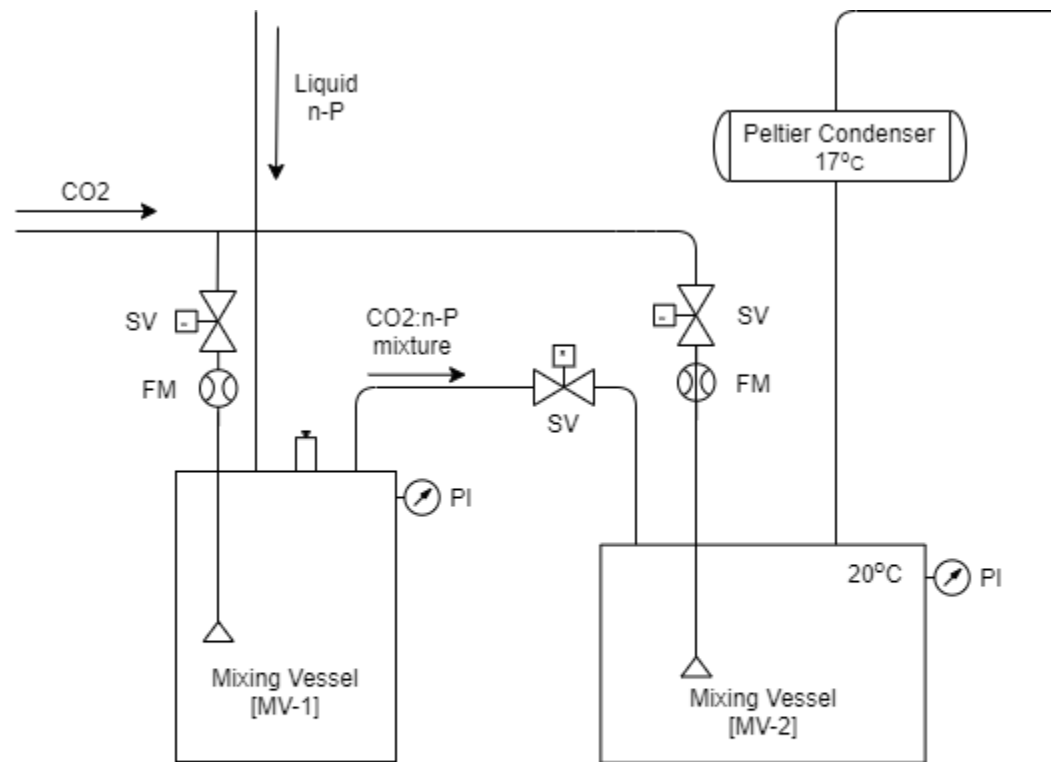 Liquid
n-P
Peltier Condenser
17ºC
CO2
SV
CO2:n-P
mixture
SV
FM
FM
SV
PI
20ºC
PI
Mixing Vessel
[MV-1]
Mixing Vessel
[MV-2]